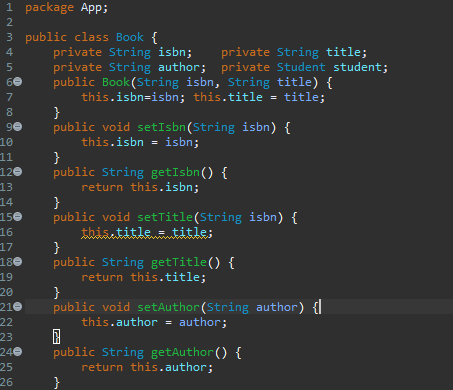 1 package App;
2
3 public class Book {
4     private String isbn;    private String title;
5     private String author;  private Student student;
6     public Book(String isbn, String title) {
7         this.isbn=isbn; this.title = title;
8     }
9     public void setIsbn(String isbn) {
10         this.isbn = isbn;
11     }
12     public String getIsbn() {
13         return this.isbn;
14     }
15     public void setTitle(String isbn) {
16         this.title = title;
17     }
18     public String getTitle() {
19         return this.title;
20     }
21     public void setAuthor(String author) {
22         this.author = author;
23     }
24     public String getAuthor() {
25         return this.author;
26     }